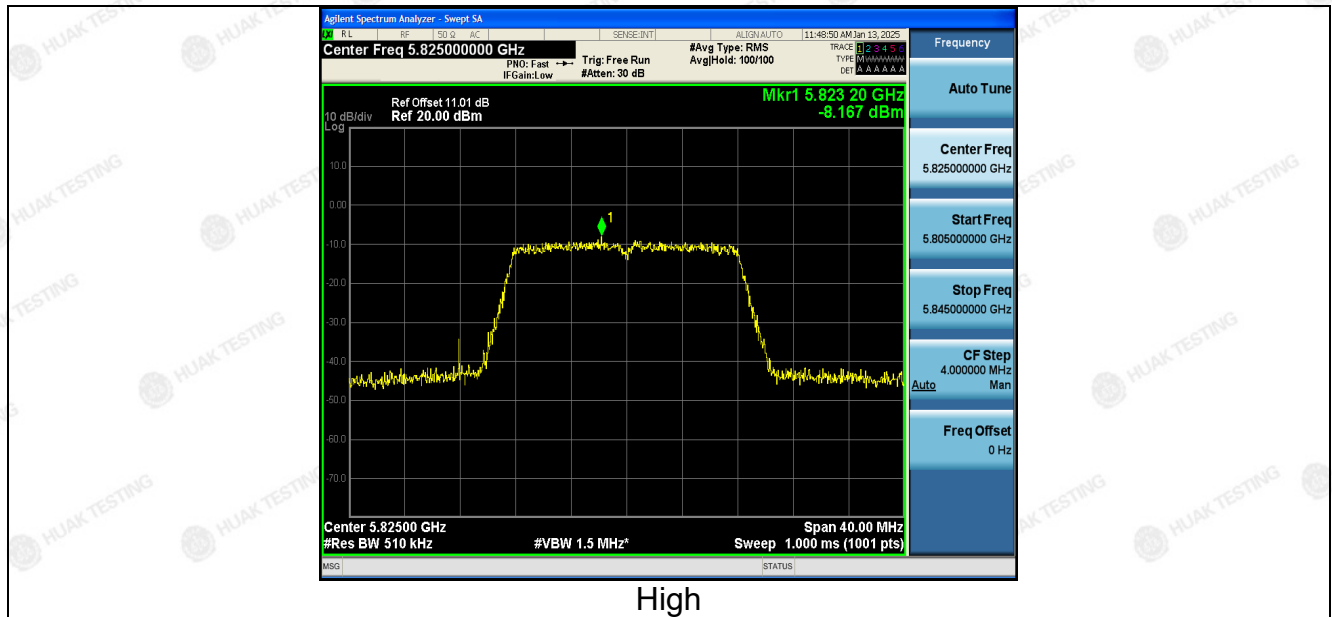 Agilent Spectrum Analyzer - Swept SA
LXI RL RF 50 Ω AC SENSE:INT ALIGNAUTO 11:48:50 AM Jan 13, 2025
Center Freq 5.825000000 GHz
PNO: Fast
IFGain:Low
Trig: Free Run
#Atten: 30 dB
#Avg Type: RMS
Avg|Hold: 100/100
TRACE 1 2 3 4 5 6
TYPE MWWWWW
DET A A A A A A
Frequency
Auto Tune
Center Freq
5.825000000 GHz
Start Freq
5.805000000 GHz
Stop Freq
5.845000000 GHz
CF Step
4.000000 MHz
Auto Man
Freq Offset
0 Hz
Mkr1 5.823 20 GHz
-8.167 dBm
Ref Offset 11.01 dB
10 dB/div Ref 20.00 dBm
Log
10.0
0.00
-10.0
-20.0
-30.0
-40.0
-50.0
-60.0
-70.0
1
Center 5.82500 GHz Span 40.00 MHz
#Res BW 510 kHz #VBW 1.5 MHz* Sweep 1.000 ms (1001 pts)
MSG STATUS
High
HUAK TESTING